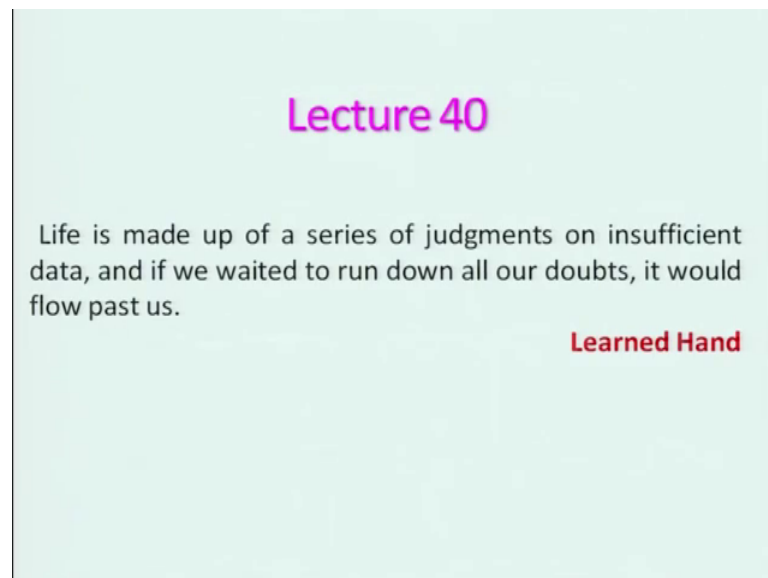 Lecture 40
Life is made up of a series of judgments on insufficient
data, and if we waited to run down all our doubts, it would
flow past us.
Learned Hand